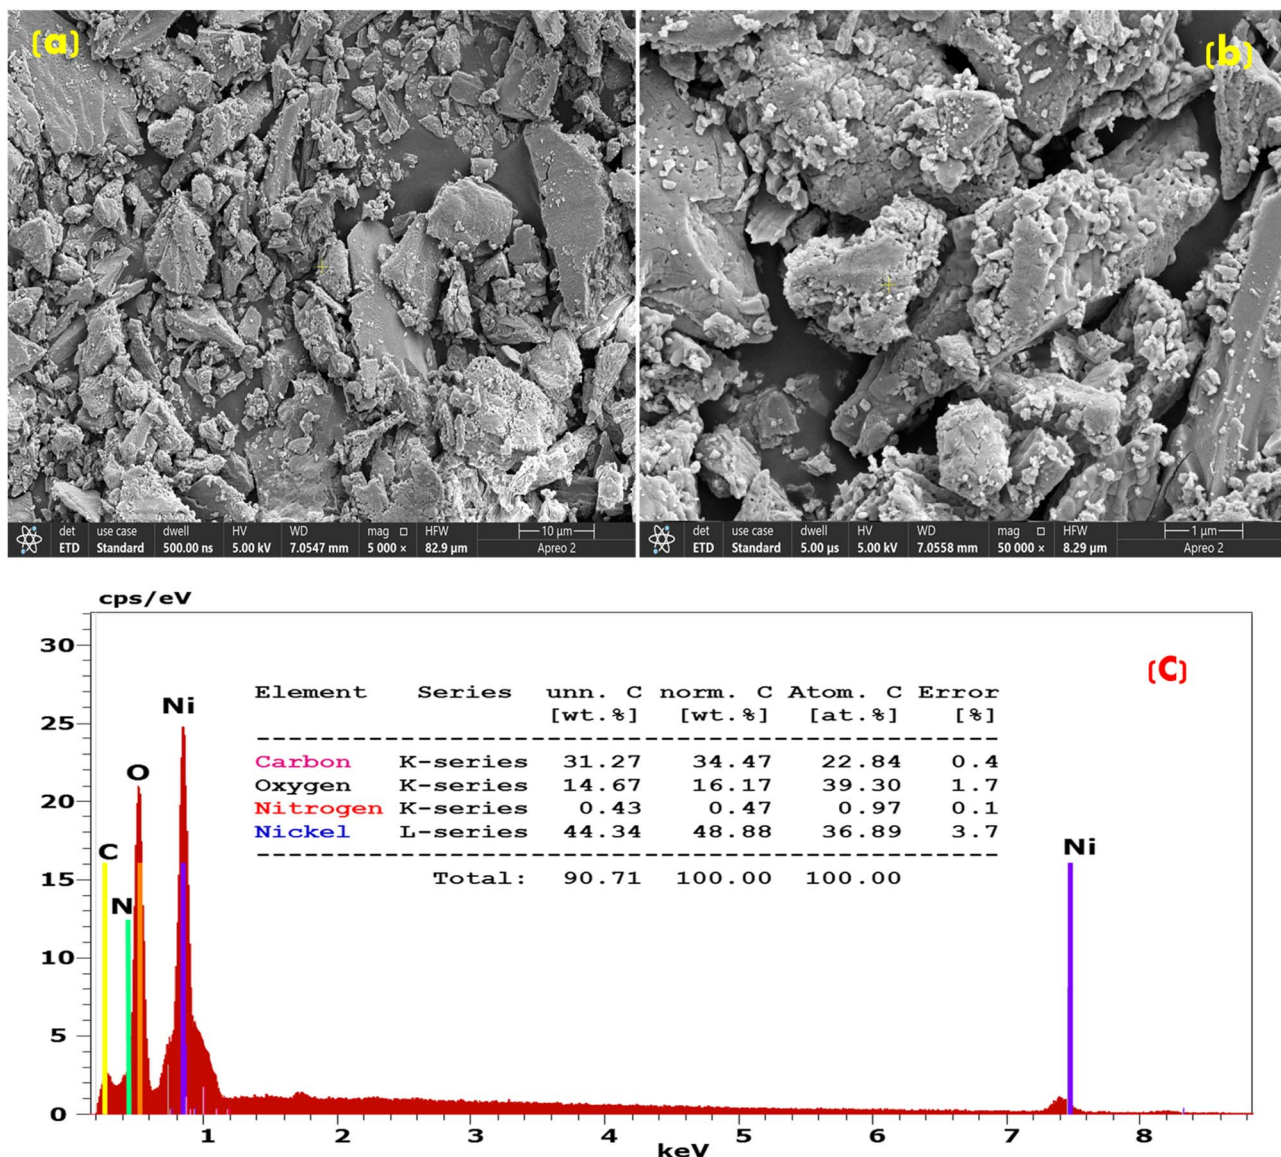 (a)
(b)
det use case dwell HV WD mag □ HFW 10 µm
ETD Standard 500.00 ns 5.00 kV 7.0547 mm 5 000 × 82.9 µm Apreo 2
det use case dwell HV WD mag □ HFW 1 µm
ETD Standard 5.00 µs 5.00 kV 7.0558 mm 50 000 × 8.29 µm Apreo 2
cps/eV
(c)
Element Series unn. C norm. C Atom. C Error
[wt.%] [wt.%] [at.%] [%]
Carbon K-series 31.27 34.47 22.84 0.4
Oxygen K-series 14.67 16.17 39.30 1.7
Nitrogen K-series 0.43 0.47 0.97 0.1
Nickel L-series 44.34 48.88 36.89 3.7
Total: 90.71 100.00 100.00
30
25
20
15
10
5
0
C
N
O
Ni
Ni
1 2 3 4 5 6 7 8
keV